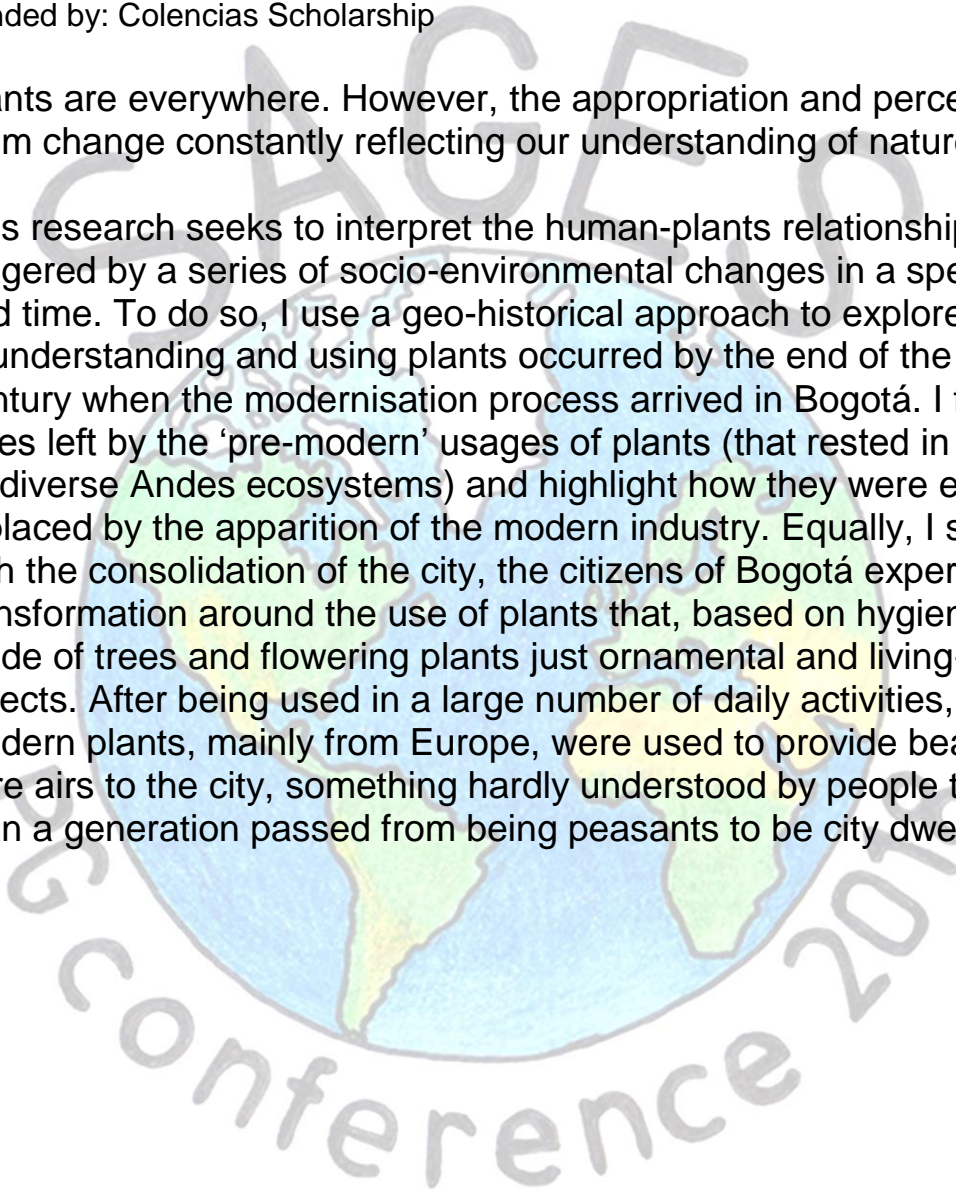 nded by: Colencias Scholarship
ants are everywhere. However, the appropriation and perce
m change constantly reflecting our understanding of nature
s research seeks to interpret the human-plants relationship
gered by a series of socio-environmental changes in a spe
d time. To do so, I use a geo-historical approach to explore
understanding and using plants occurred by the end of the
ntury when the modernisation process arrived in Bogotá. I f
es left by the ‘pre-modern’ usages of plants (that rested in
diverse Andes ecosystems) and highlight how they were e
placed by the apparition of the modern industry. Equally, I s
h the consolidation of the city, the citizens of Bogotá exper
nsformation around the use of plants that, based on hygien
de of trees and flowering plants just ornamental and living-
ects. After being used in a large number of daily activities,
dern plants, mainly from Europe, were used to provide bea
re airs to the city, something hardly understood by people t
n a generation passed from being peasants to be city dwe
SAGES
PG Conference 2018